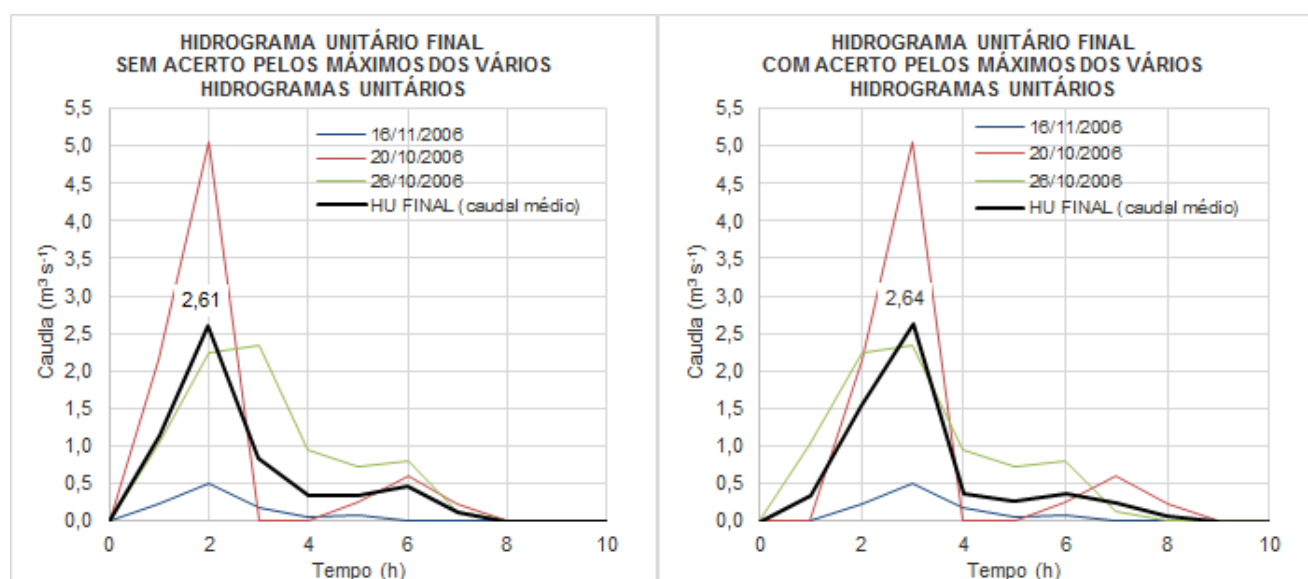 HIDROGRAMA UNITÁRIO FINAL
SEM ACERTO PELOS MÁXIMOS DOS VÁRIOS
HIDROGRAMAS UNITÁRIOS
5,5
5,0
4,5
4,0
3,5
3,0
2,5
2,0
1,5
1,0
0,5
0,0
Caudla (m³ s⁻¹)
16/11/2006
20/10/2006
26/10/2006
HU FINAL (caudal médio)
2,61
0 2 4 6 8 10
Tempo (h)
HIDROGRAMA UNITÁRIO FINAL
COM ACERTO PELOS MÁXIMOS DOS VÁRIOS
HIDROGRAMAS UNITÁRIOS
5,5
5,0
4,5
4,0
3,5
3,0
2,5
2,0
1,5
1,0
0,5
0,0
Caudla (m³ s⁻¹)
16/11/2006
20/10/2006
26/10/2006
HU FINAL (caudal médio)
2,64
0 2 4 6 8 10
Tempo (h)